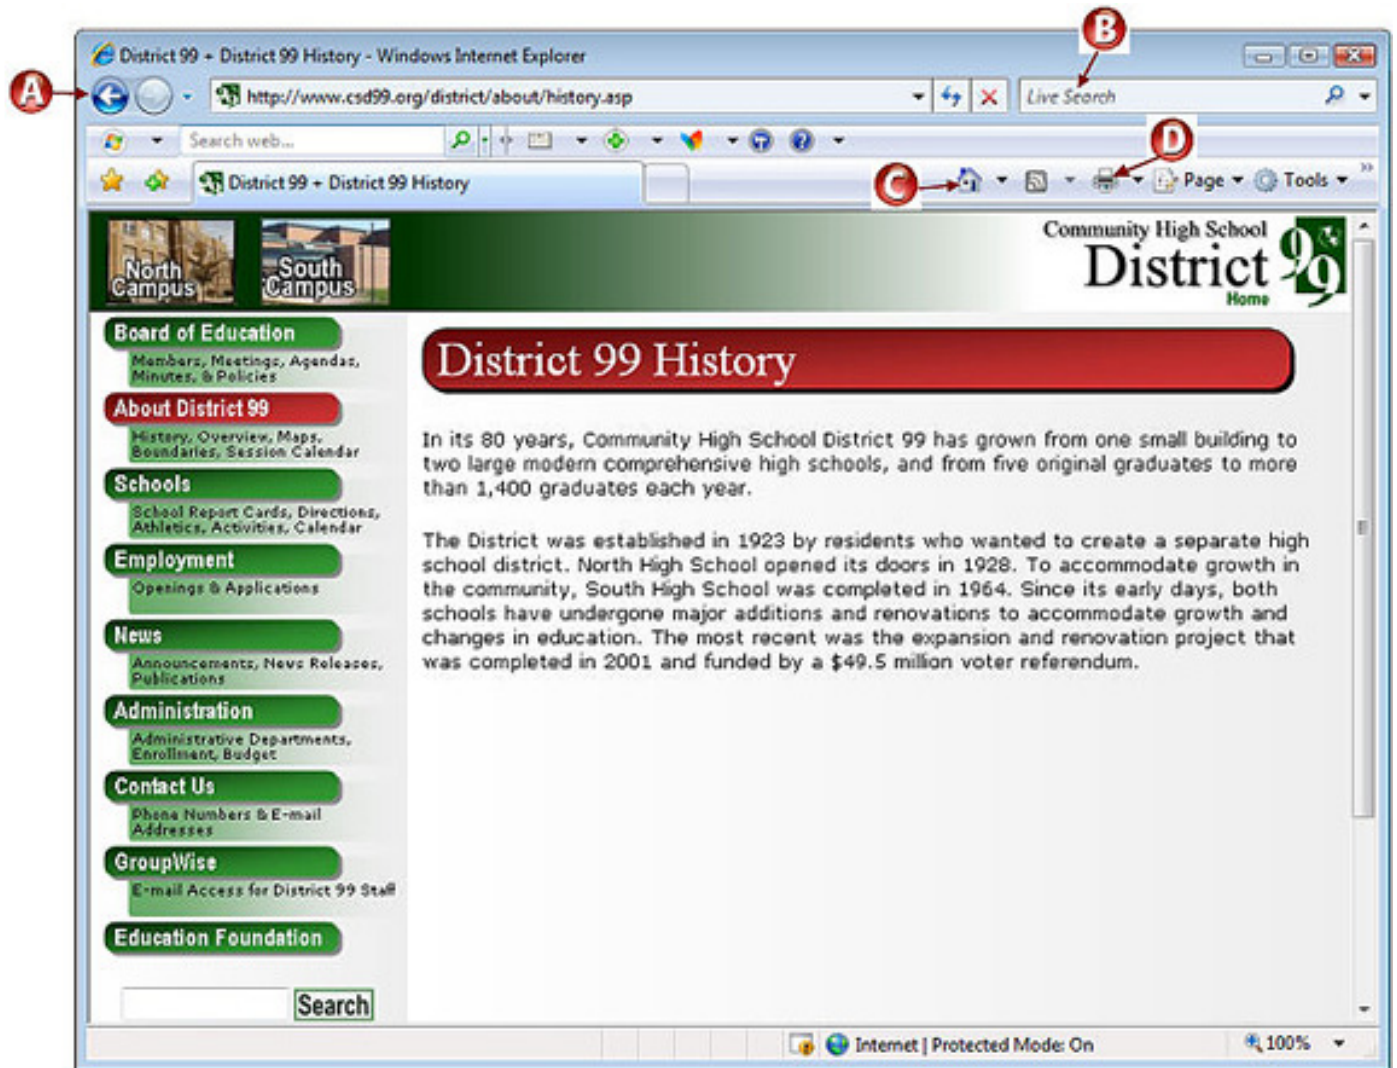 B
District 99 + District 99 History - Windows Internet Explorer
A
http://www.csd99.org/district/about/history.asp
Live Search
Search web...
D
District 99 + District 99 History
C
Page
Tools
Community High School
District 99
Home
North
Campus
South
Campus
Board of Education
Members, Meetings, Agendas,
Minutes, & Policies
About District 99
History, Overview, Maps,
Boundaries, Session Calendar
Schools
School Report Cards, Directions,
Athletics, Activities, Calendar
Employment
Openings & Applications
News
Announcements, News Releases,
Publications
Administration
Administrative Departments,
Enrollment, Budget
Contact Us
Phone Numbers & E-mail
Addresses
GroupWise
E-mail Access for District 99 Staff
Education Foundation
Search
District 99 History
In its 80 years, Community High School District 99 has grown from one small building to
two large modern comprehensive high schools, and from five original graduates to more
than 1,400 graduates each year.
The District was established in 1923 by residents who wanted to create a separate high
school district. North High School opened its doors in 1928. To accommodate growth in
the community, South High School was completed in 1964. Since its early days, both
schools have undergone major additions and renovations to accommodate growth and
changes in education. The most recent was the expansion and renovation project that
was completed in 2001 and funded by a $49.5 million voter referendum.
Internet | Protected Mode: On
100%